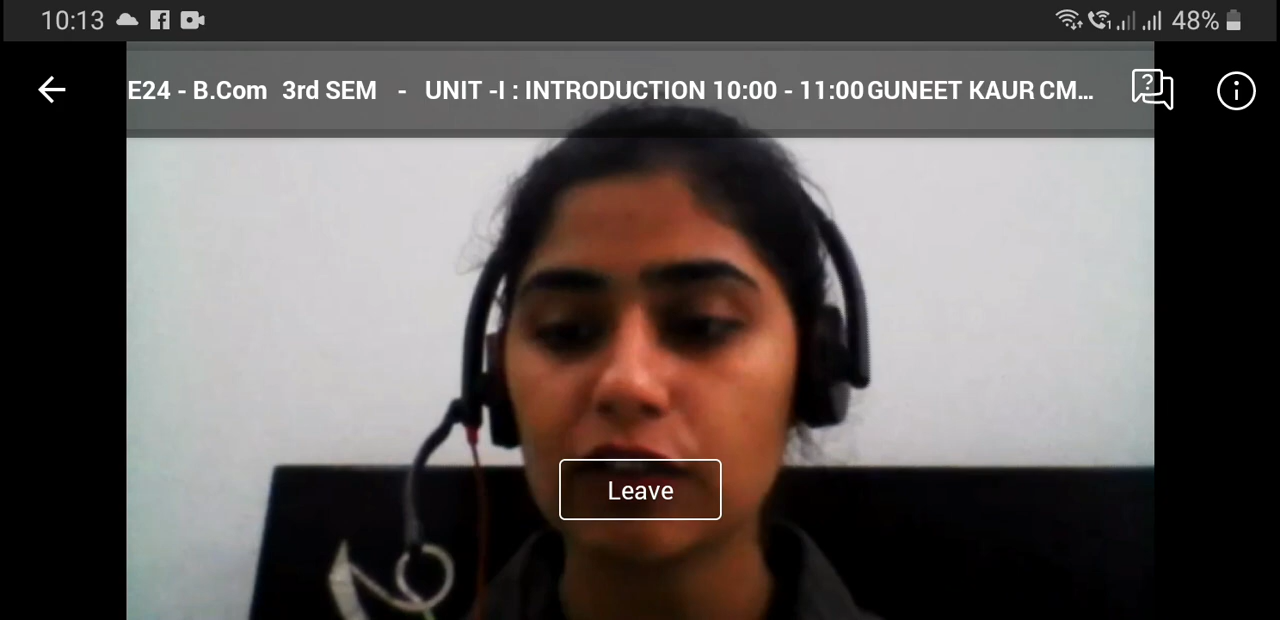 10:13 48%
E24 - B.Com 3rd SEM - UNIT -I : INTRODUCTION 10:00 - 11:00 GUNEET KAUR CM...
Leave